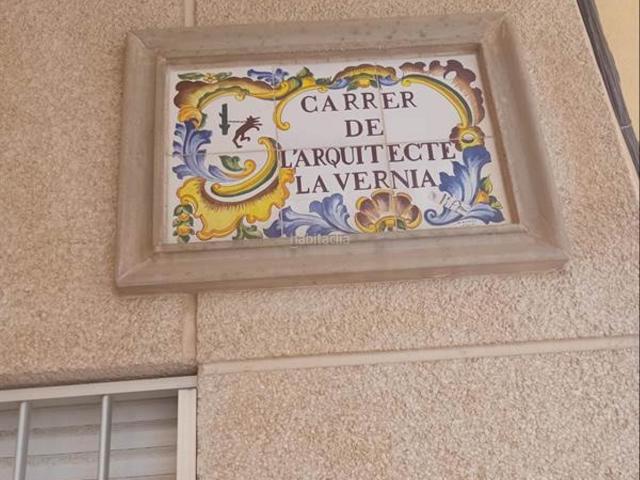 CARRER
DE
L'ARQUITECTE
LA VERNIA
habitaclia